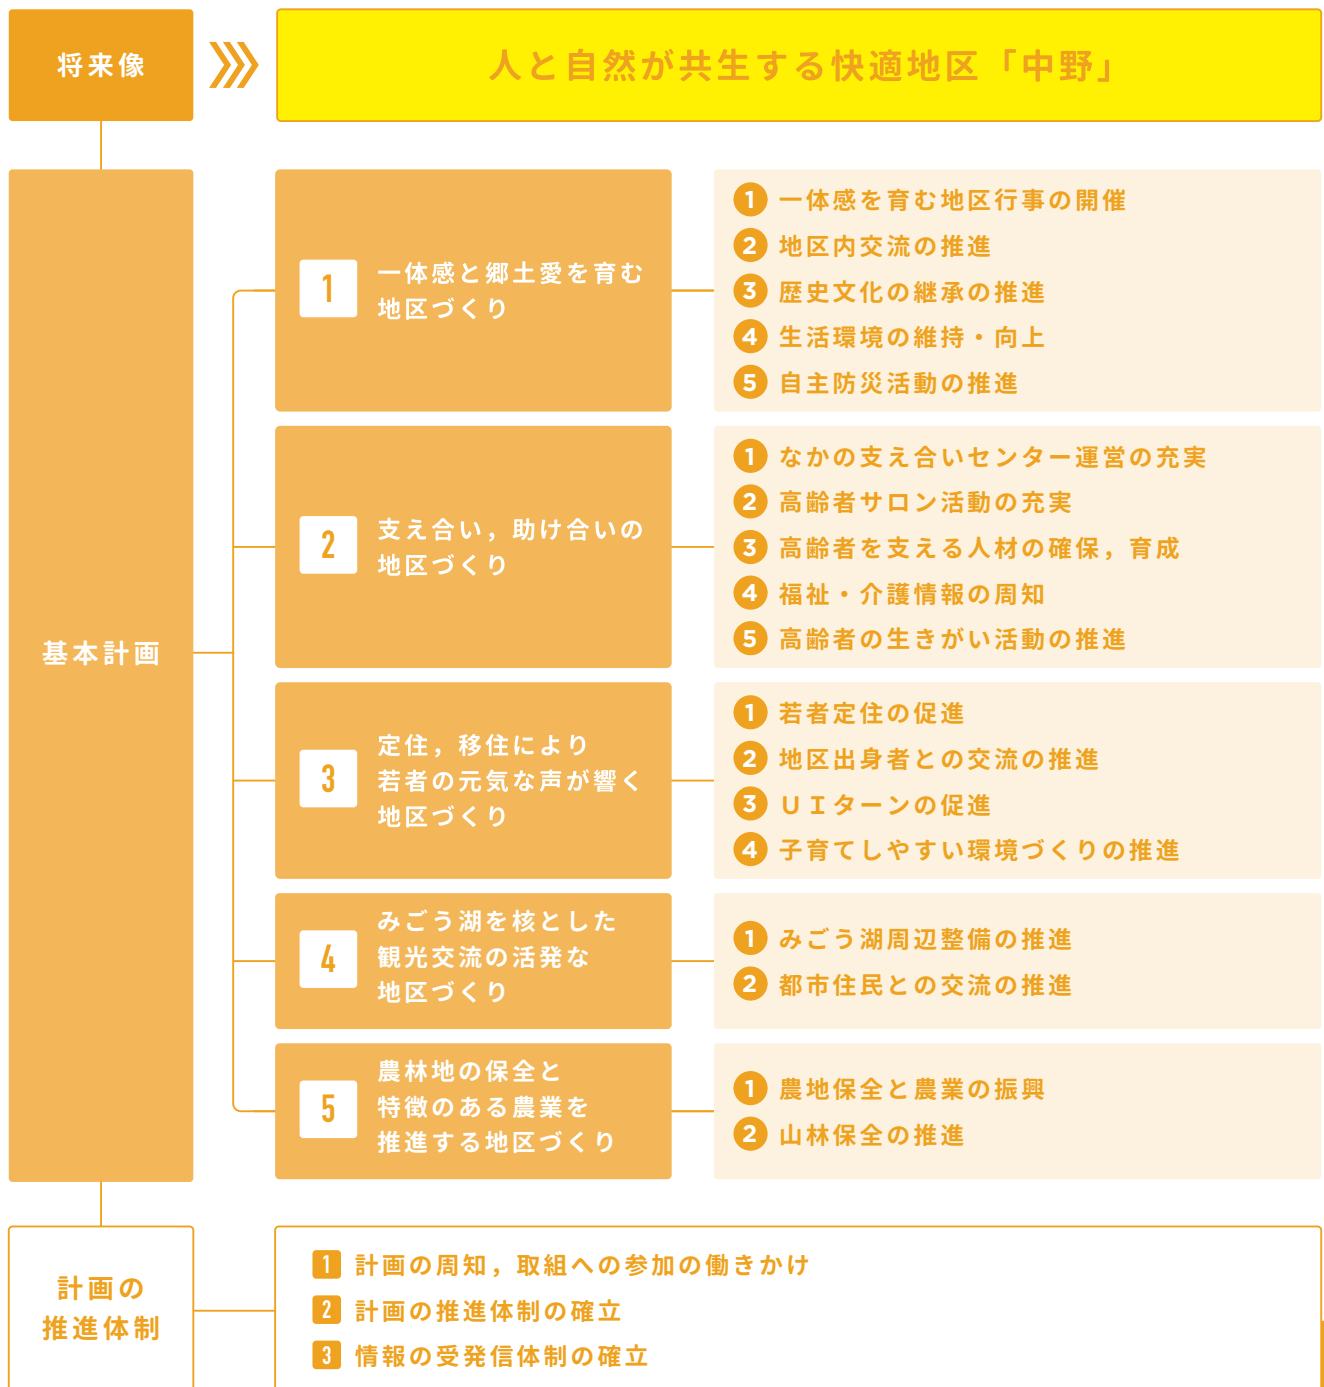 将来像
人と自然が共生する快適地区「中野」
基本計画
1
一体感と郷土愛を育む
地区づくり
1 一体感を育む地区行事の開催
2 地区内交流の推進
3 歴史文化の継承の推進
4 生活環境の維持・向上
5 自主防災活動の推進
2
支え合い，助け合いの
地区づくり
1 なかの支え合いセンター運営の充実
2 高齢者サロン活動の充実
3 高齢者を支える人材の確保，育成
4 福祉・介護情報の周知
5 高齢者の生きがい活動の推進
3
定住，移住により
若者の元気な声が響く
地区づくり
1 若者定住の促進
2 地区出身者との交流の推進
3 ＵＩターンの促進
4 子育てしやすい環境づくりの推進
4
みごう湖を核とした
観光交流の活発な
地区づくり
1 みごう湖周辺整備の推進
2 都市住民との交流の推進
5
農林地の保全と
特徴のある農業を
推進する地区づくり
1 農地保全と農業の振興
2 山林保全の推進
計画の
推進体制
1 計画の周知，取組への参加の働きかけ
2 計画の推進体制の確立
3 情報の受発信体制の確立